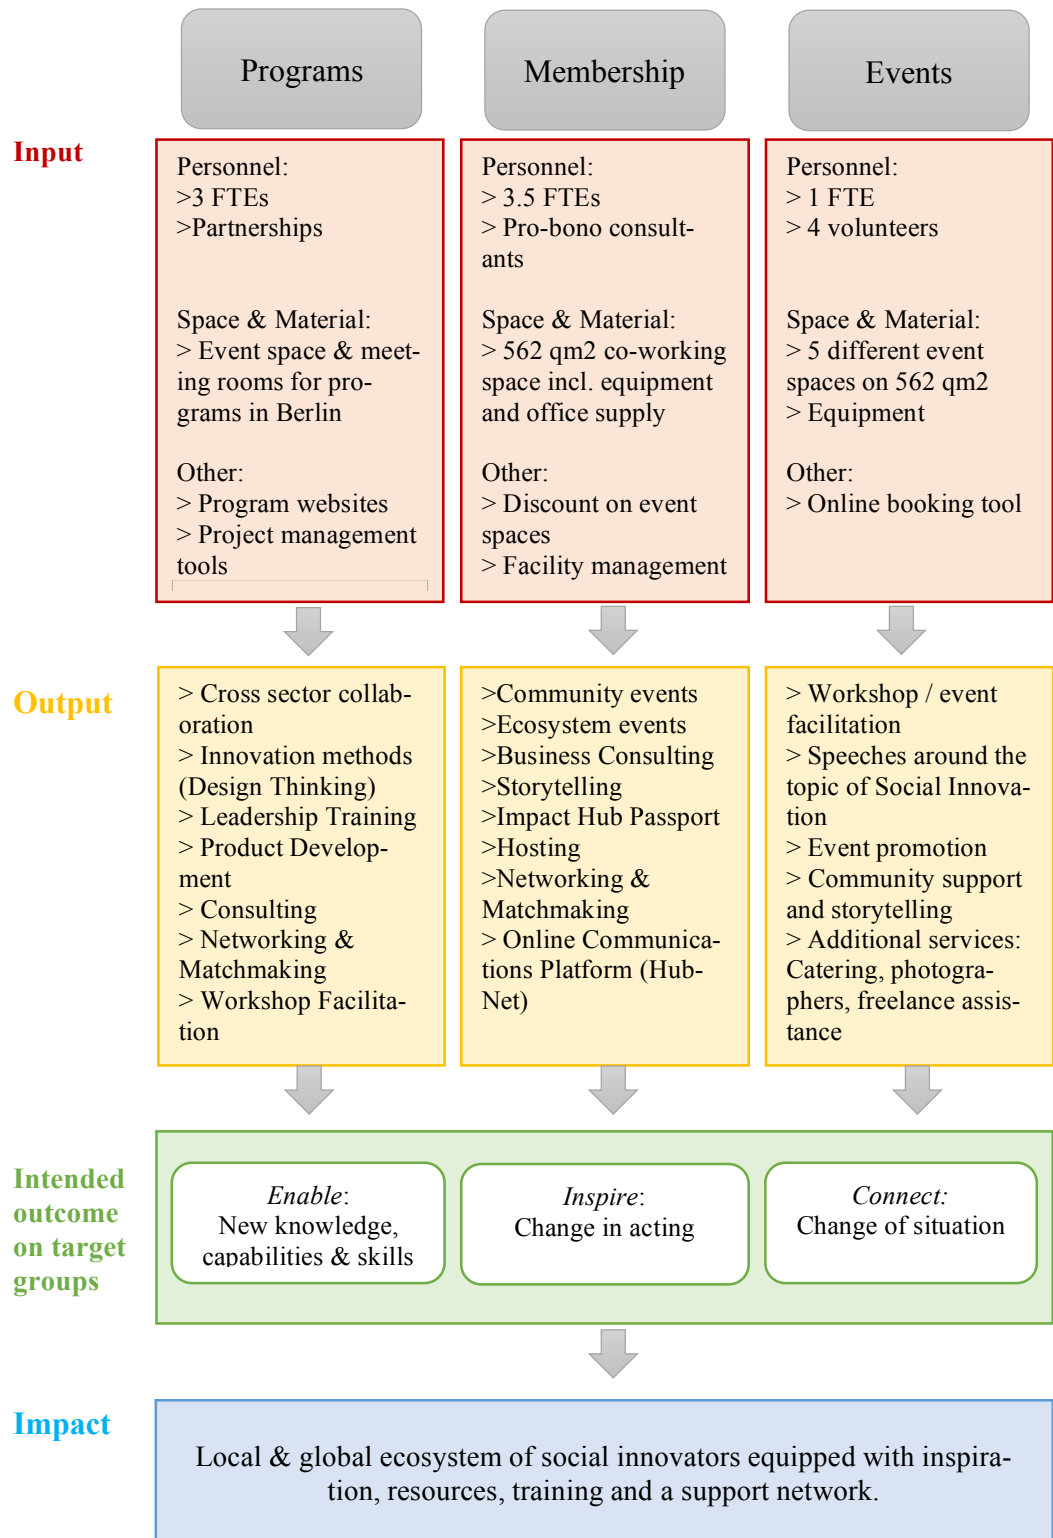 Programs
Membership
Events
Input
Personnel:
>3 FTEs
>Partnerships
Space & Material:
> Event space & meet-
ing rooms for pro-
grams in Berlin
Other:
> Program websites
> Project management
tools
Personnel:
> 3.5 FTEs
> Pro-bono consult-
ants
Space & Material:
> 562 qm2 co-working
space incl. equipment
and office supply
Other:
> Discount on event
spaces
> Facility management
Personnel:
> 1 FTE
> 4 volunteers
Space & Material:
> 5 different event
spaces on 562 qm2
> Equipment
Other:
> Online booking tool
Output
> Cross sector collab-
oration
> Innovation methods
(Design Thinking)
> Leadership Training
> Product Develop-
ment
> Consulting
> Networking &
Matchmaking
> Workshop Facilita-
tion
>Community events
>Ecosystem events
>Business Consulting
>Storytelling
>Impact Hub Passport
>Hosting
>Networking &
Matchmaking
> Online Communica-
tions Platform (Hub-
Net)
> Workshop / event
facilitation
> Speeches around the
topic of Social Innova-
tion
> Event promotion
> Community support
and storytelling
> Additional services:
Catering, photogra-
phers, freelance assis-
tance
Intended
outcome
on target
groups
Enable:
New knowledge,
capabilities & skills
Inspire:
Change in acting
Connect:
Change of situation
Impact
Local & global ecosystem of social innovators equipped with inspira-
tion, resources, training and a support network.